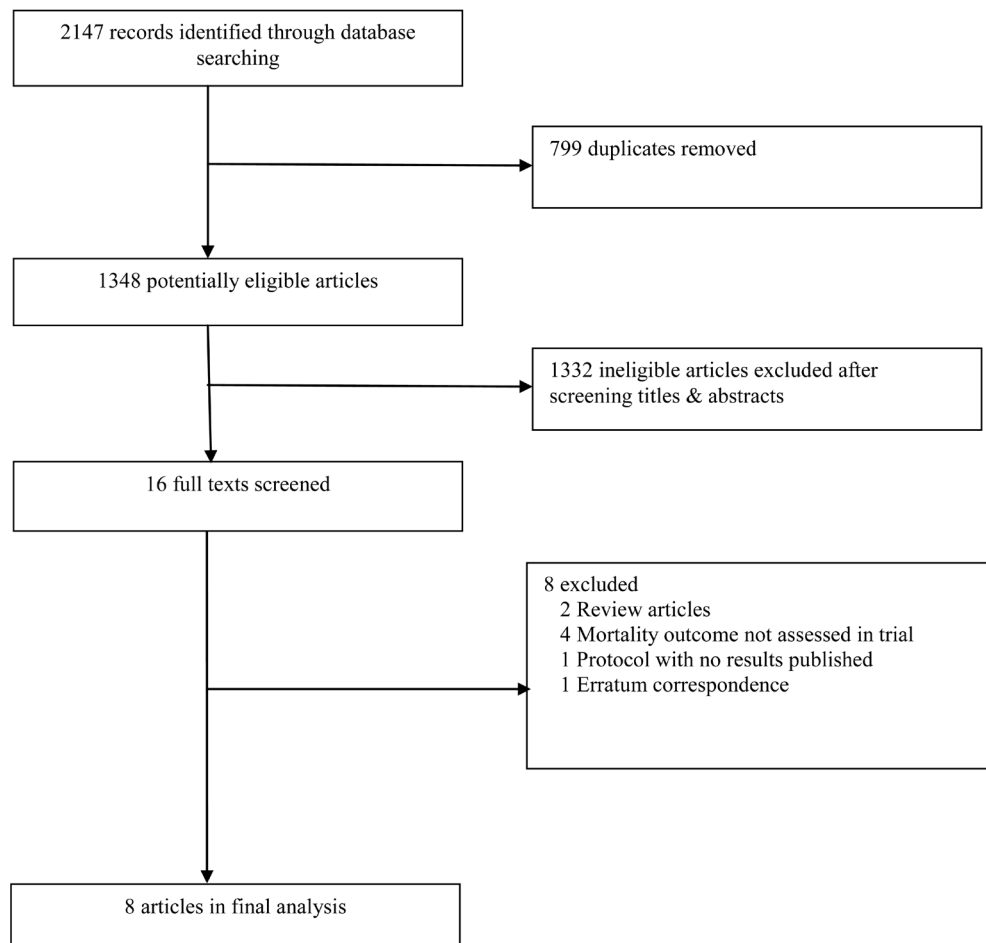 2147 records identified through database
searching
799 duplicates removed
1348 potentially eligible articles
1332 ineligible articles excluded after
screening titles & abstracts
16 full texts screened
8 excluded
2 Review articles
4 Mortality outcome not assessed in trial
1 Protocol with no results published
1 Erratum correspondence
8 articles in final analysis